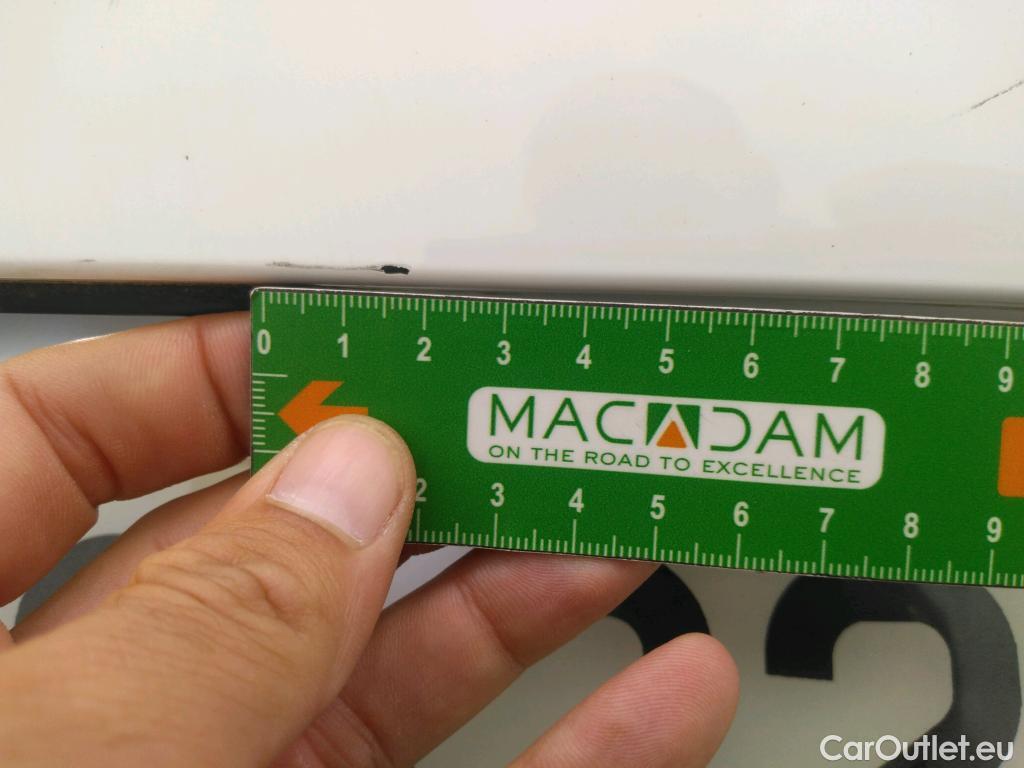 0 1 2 3 4 5 6 7 8 9
MACADAM
ON THE ROAD TO EXCELLENCE
2 3 4 5 6 7 8 9
CarOutlet.eu